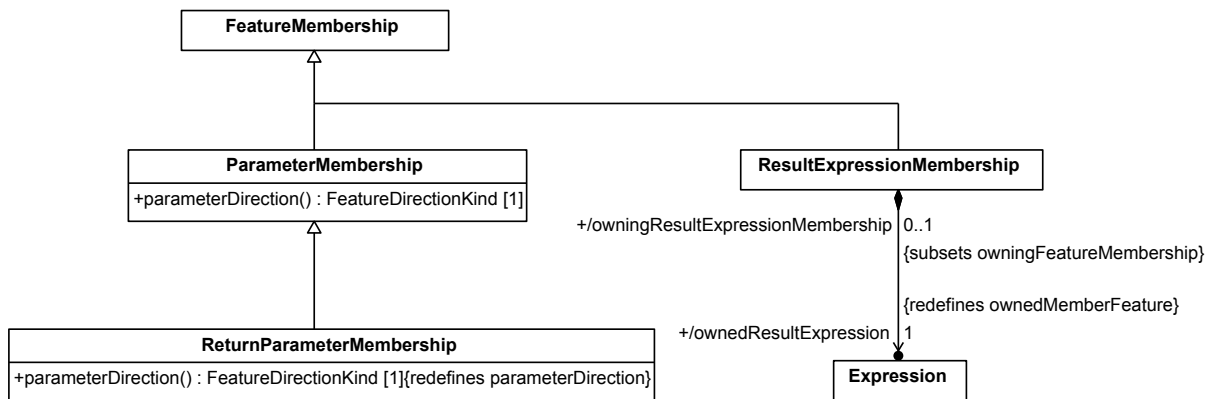 FeatureMembership
ParameterMembership
+parameterDirection() : FeatureDirectionKind [1]
ResultExpressionMembership
+/owningResultExpressionMembership 0..1
{subsets owningFeatureMembership}
{redefines ownedMemberFeature}
+/ownedResultExpression 1
ReturnParameterMembership
+parameterDirection() : FeatureDirectionKind [1]{redefines parameterDirection}
Expression